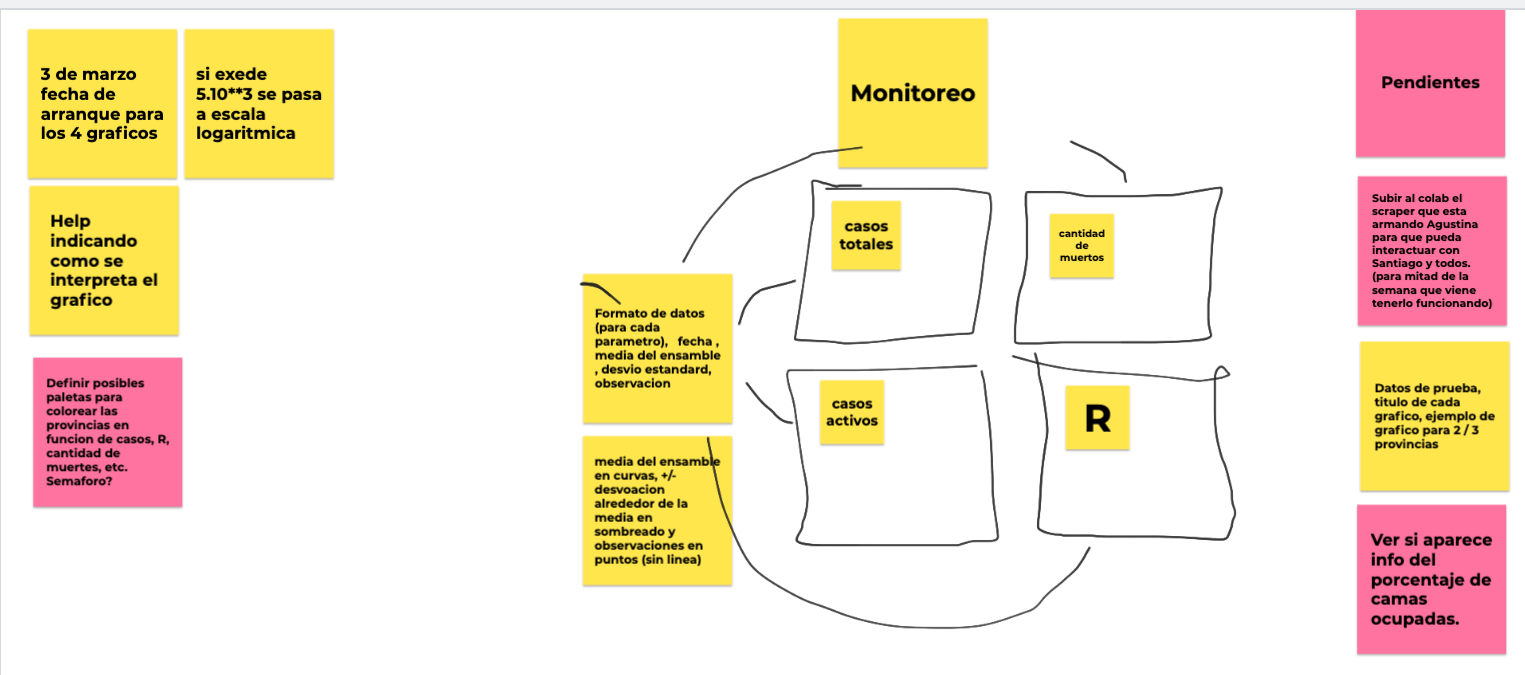 3 de marzo
fecha de
arranque para
los 4 graficos
si exede
5.10**3 se pasa
a escala
logaritmica
Help
indicando
como se
interpreta el
grafico
Definir posibles
paletas para
colorear las
provincias en
funcion de casos, R,
cantidad de
muertes, etc.
Semaforo?
Monitoreo
casos
totales
cantidad
de
muertos
Formato de datos
(para cada
parametro), fecha ,
media del ensamble
, desvio estandard,
observacion
casos
activos
R
media del ensamble
en curvas, +/-
desvoacion
alrededor de la
media en
sombreado y
observaciones en
puntos (sin linea)
Pendientes
Subir al colab el
scraper que esta
armando Agustina
para que pueda
interactuar con
Santiago y todos.
(para mitad de la
semana que viene
tenerlo funcionando)
Datos de prueba,
titulo de cada
grafico, ejemplo de
grafico para 2 / 3
provincias
Ver si aparece
info del
porcentaje de
camas
ocupadas.